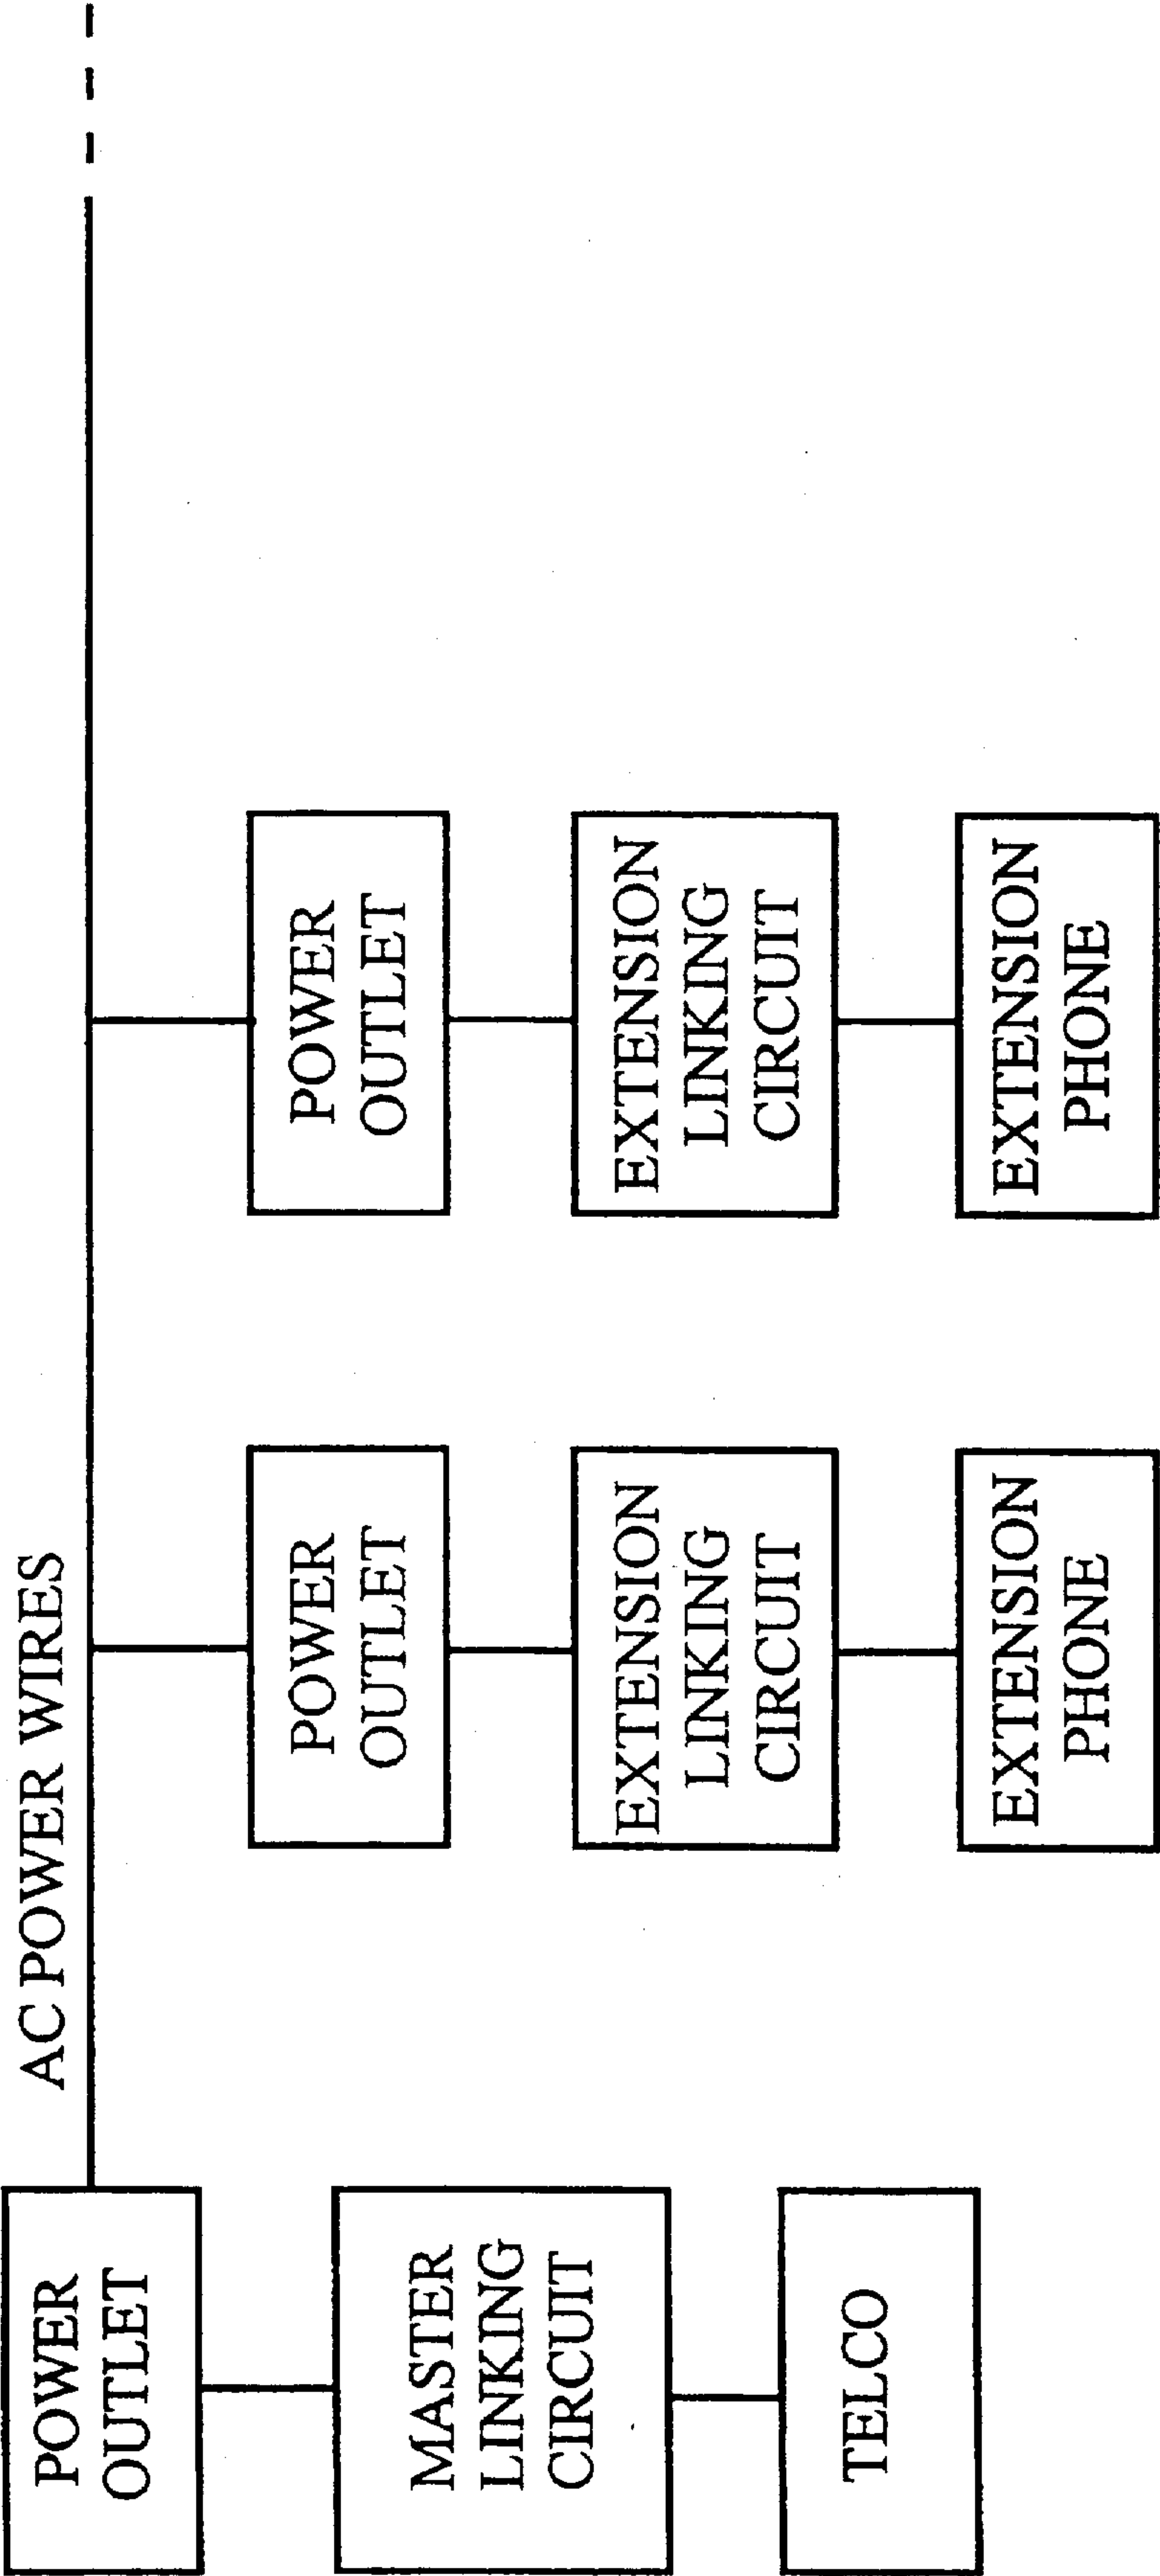 AC POWER WIRES
POWER
OUTLET
MASTER
LINKING
CIRCUIT
TELCO
POWER
OUTLET
EXTENSION
LINKING
CIRCUIT
EXTENSION
PHONE
POWER
OUTLET
EXTENSION
LINKING
CIRCUIT
EXTENSION
PHONE